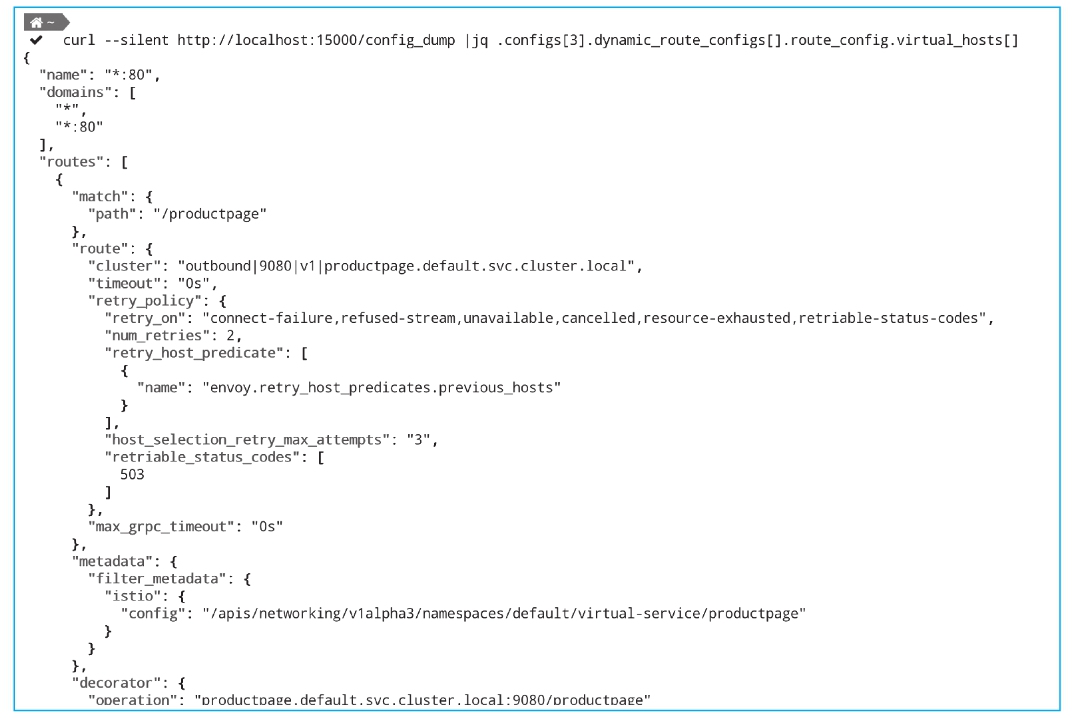 ~
✔ curl --silent http://localhost:15000/config_dump |jq .configs[3].dynamic_route_configs[].route_config.virtual_hosts[]
{
  "name": "*:80",
  "domains": [
    "*",
    "*:80"
  ],
  "routes": [
    {
      "match": {
        "path": "/productpage"
      },
      "route": {
        "cluster": "outbound|9080|v1|productpage.default.svc.cluster.local",
        "timeout": "0s",
        "retry_policy": {
          "retry_on": "connect-failure,refused-stream,unavailable,cancelled,resource-exhausted,retriable-status-codes",
          "num_retries": 2,
          "retry_host_predicate": [
            {
              "name": "envoy.retry_host_predicates.previous_hosts"
            }
          ],
          "host_selection_retry_max_attempts": "3",
          "retriable_status_codes": [
            503
          ]
        },
        "max_grpc_timeout": "0s"
      },
      "metadata": {
        "filter_metadata": {
          "istio": {
            "config": "/apis/networking/v1alpha3/namespaces/default/virtual-service/productpage"
          }
        }
      },
      "decorator": {
        "operation": "productpage.default.svc.cluster.local:9080/productpage"